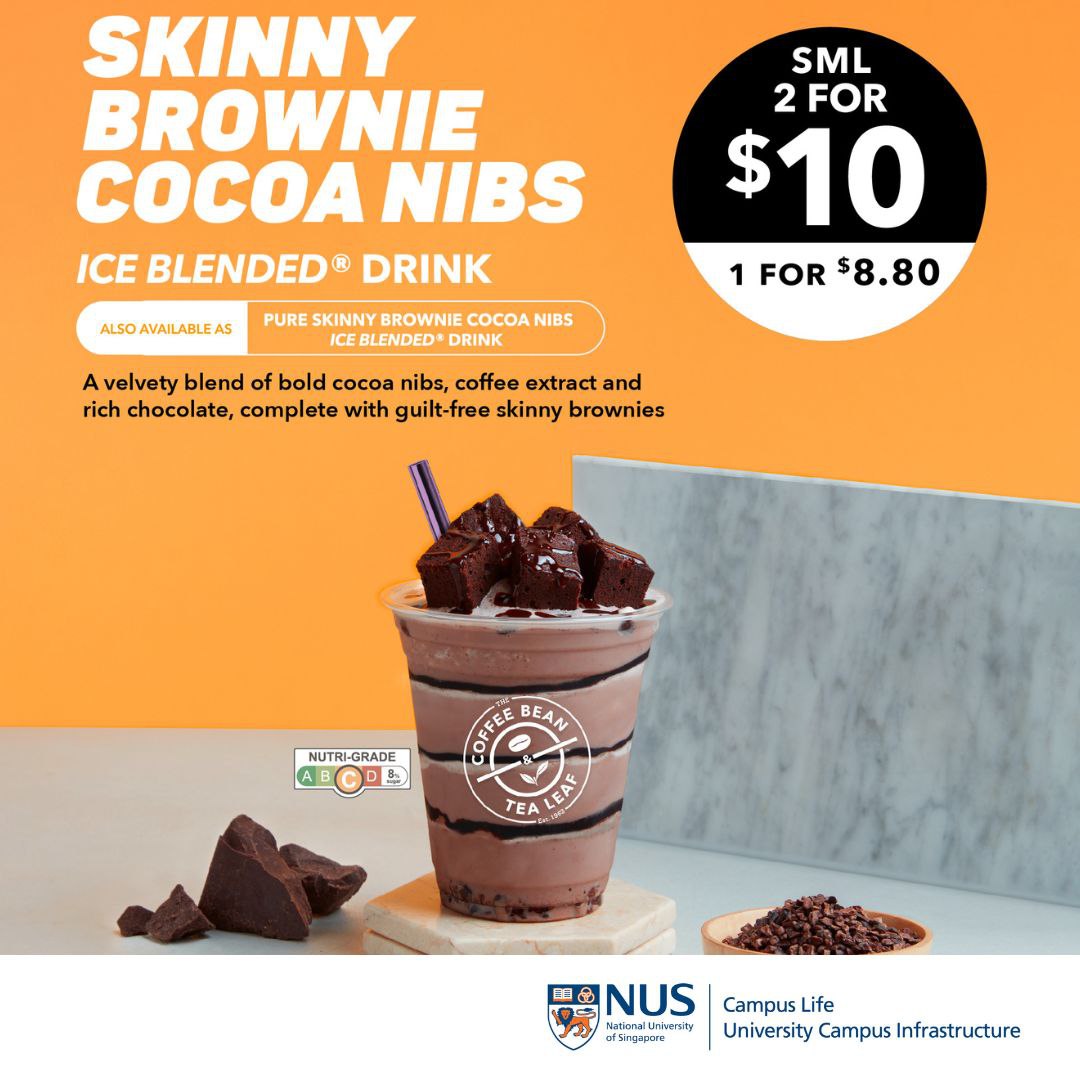 SKINNY
BROWNIE
COCOA NIBS
ICE BLENDED® DRINK
ALSO AVAILABLE AS
PURE SKINNY BROWNIE COCOA NIBS
ICE BLENDED® DRINK
A velvety blend of bold cocoa nibs, coffee extract and
rich chocolate, complete with guilt-free skinny brownies
SML
2 FOR
$10
1 FOR $8.80
THE
COFFEE BEAN
&
TEA LEAF
Est. 1963
NUTRI-GRADE
A B C D 8% sugar
NUS
National University
of Singapore
Campus Life
University Campus Infrastructure